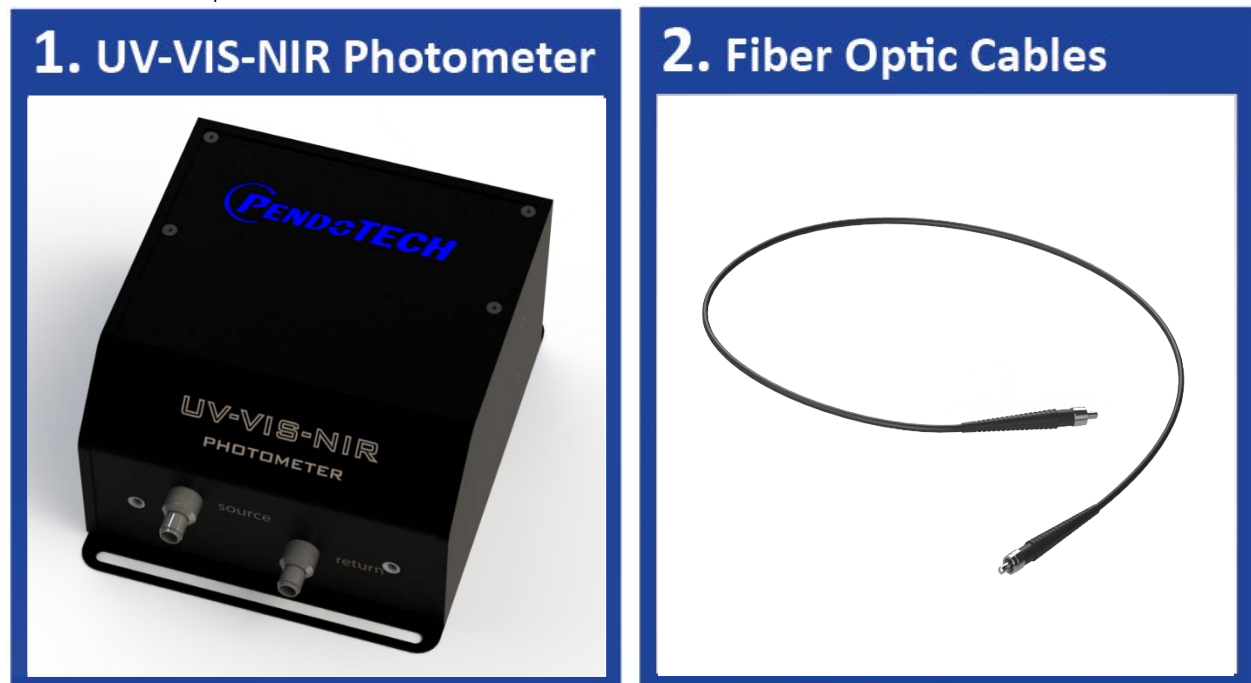 1. UV-VIS-NIR Photometer
PENDOTECH
UV-VIS-NIR
PHOTOMETER
source
return
2. Fiber Optic Cables